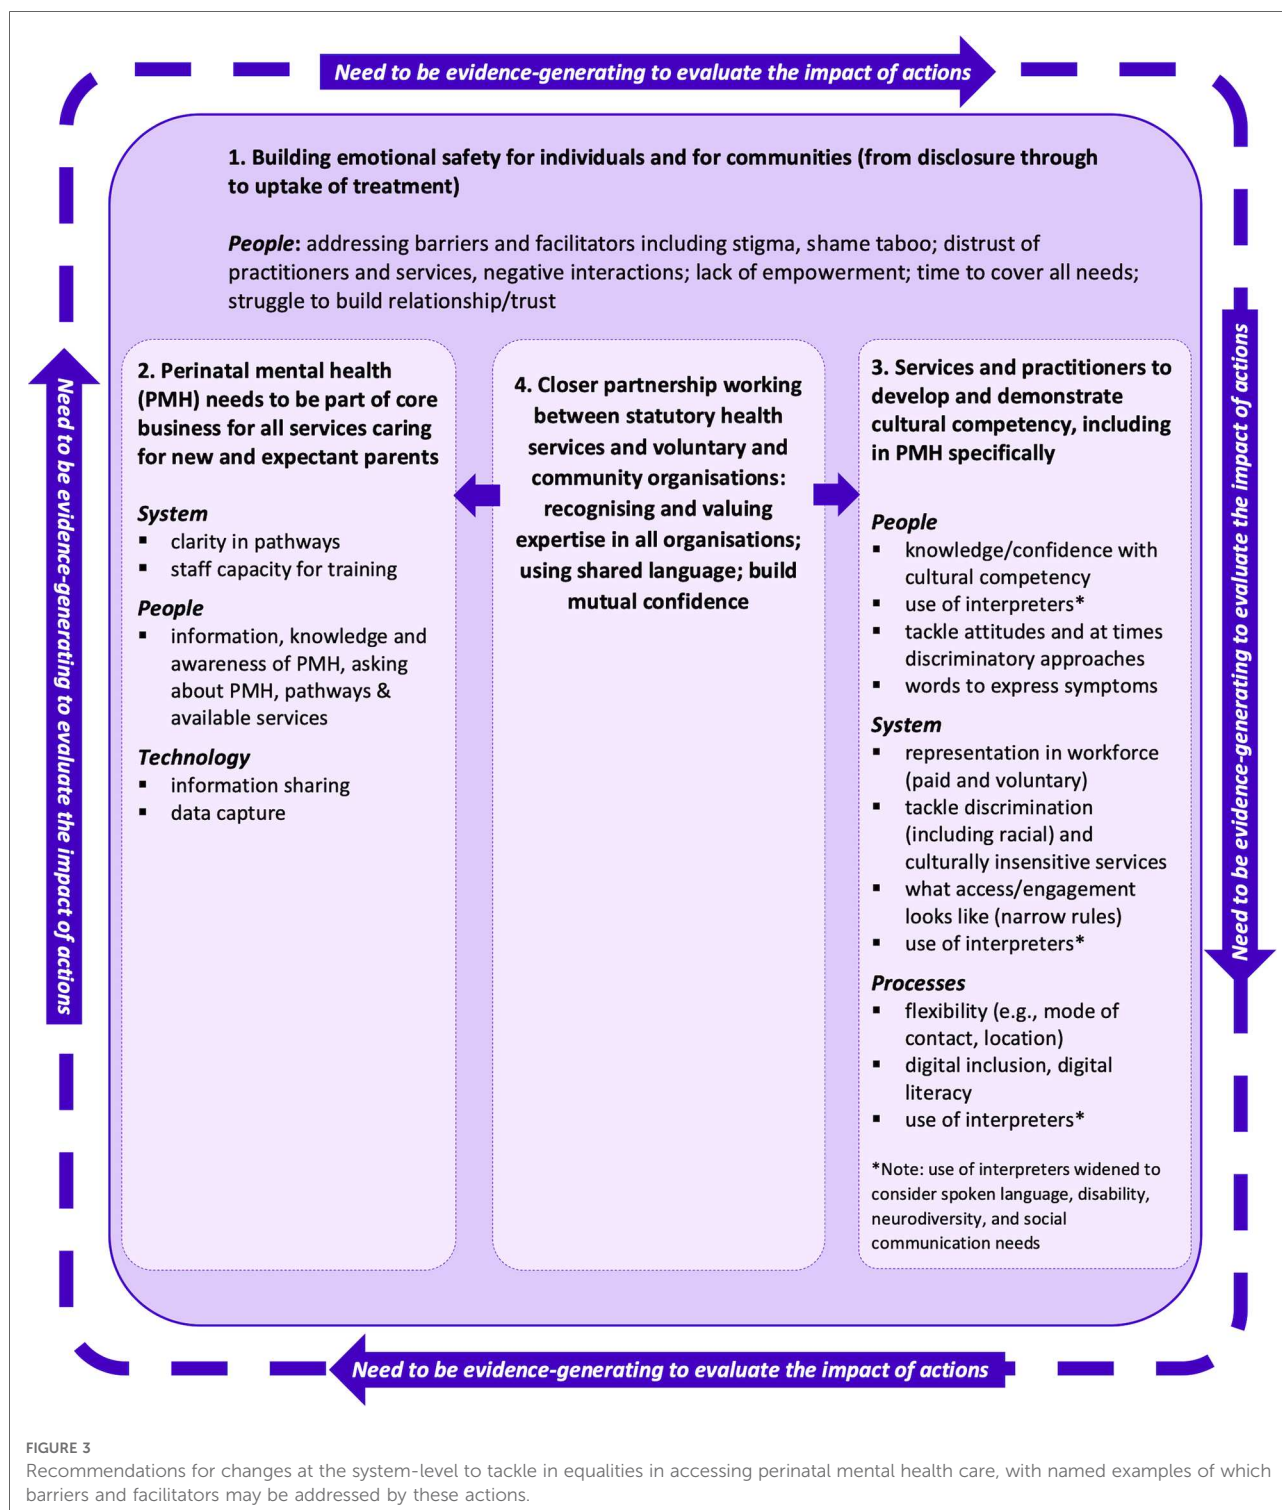 Need to be evidence-generating to evaluate the impact of actions
1. Building emotional safety for individuals and for communities (from disclosure through
to uptake of treatment)
People: addressing barriers and facilitators including stigma, shame taboo; distrust of
practitioners and services, negative interactions; lack of empowerment; time to cover all needs;
struggle to build relationship/trust
2. Perinatal mental health
(PMH) needs to be part of core
business for all services caring
for new and expectant parents
System
▪ clarity in pathways
▪ staff capacity for training
People
▪ information, knowledge and
awareness of PMH, asking
about PMH, pathways &
available services
Technology
▪ information sharing
▪ data capture
4. Closer partnership working
between statutory health
services and voluntary and
community organisations:
recognising and valuing
expertise in all organisations;
using shared language; build
mutual confidence
3. Services and practitioners to
develop and demonstrate
cultural competency, including
in PMH specifically
People
▪ knowledge/confidence with
cultural competency
▪ use of interpreters*
▪ tackle attitudes and at times
discriminatory approaches
▪ words to express symptoms
System
▪ representation in workforce
(paid and voluntary)
▪ tackle discrimination
(including racial) and
culturally insensitive services
▪ what access/engagement
looks like (narrow rules)
▪ use of interpreters*
Processes
▪ flexibility (e.g., mode of
contact, location)
▪ digital inclusion, digital
literacy
▪ use of interpreters*
*Note: use of interpreters widened to
consider spoken language, disability,
neurodiversity, and social
communication needs
Need to be evidence-generating to evaluate the impact of actions
Need to be evidence-generating to evaluate the impact of actions
Need to be evidence-generating to evaluate the impact of actions
FIGURE 3
Recommendations for changes at the system-level to tackle in equalities in accessing perinatal mental health care, with named examples of which
barriers and facilitators may be addressed by these actions.